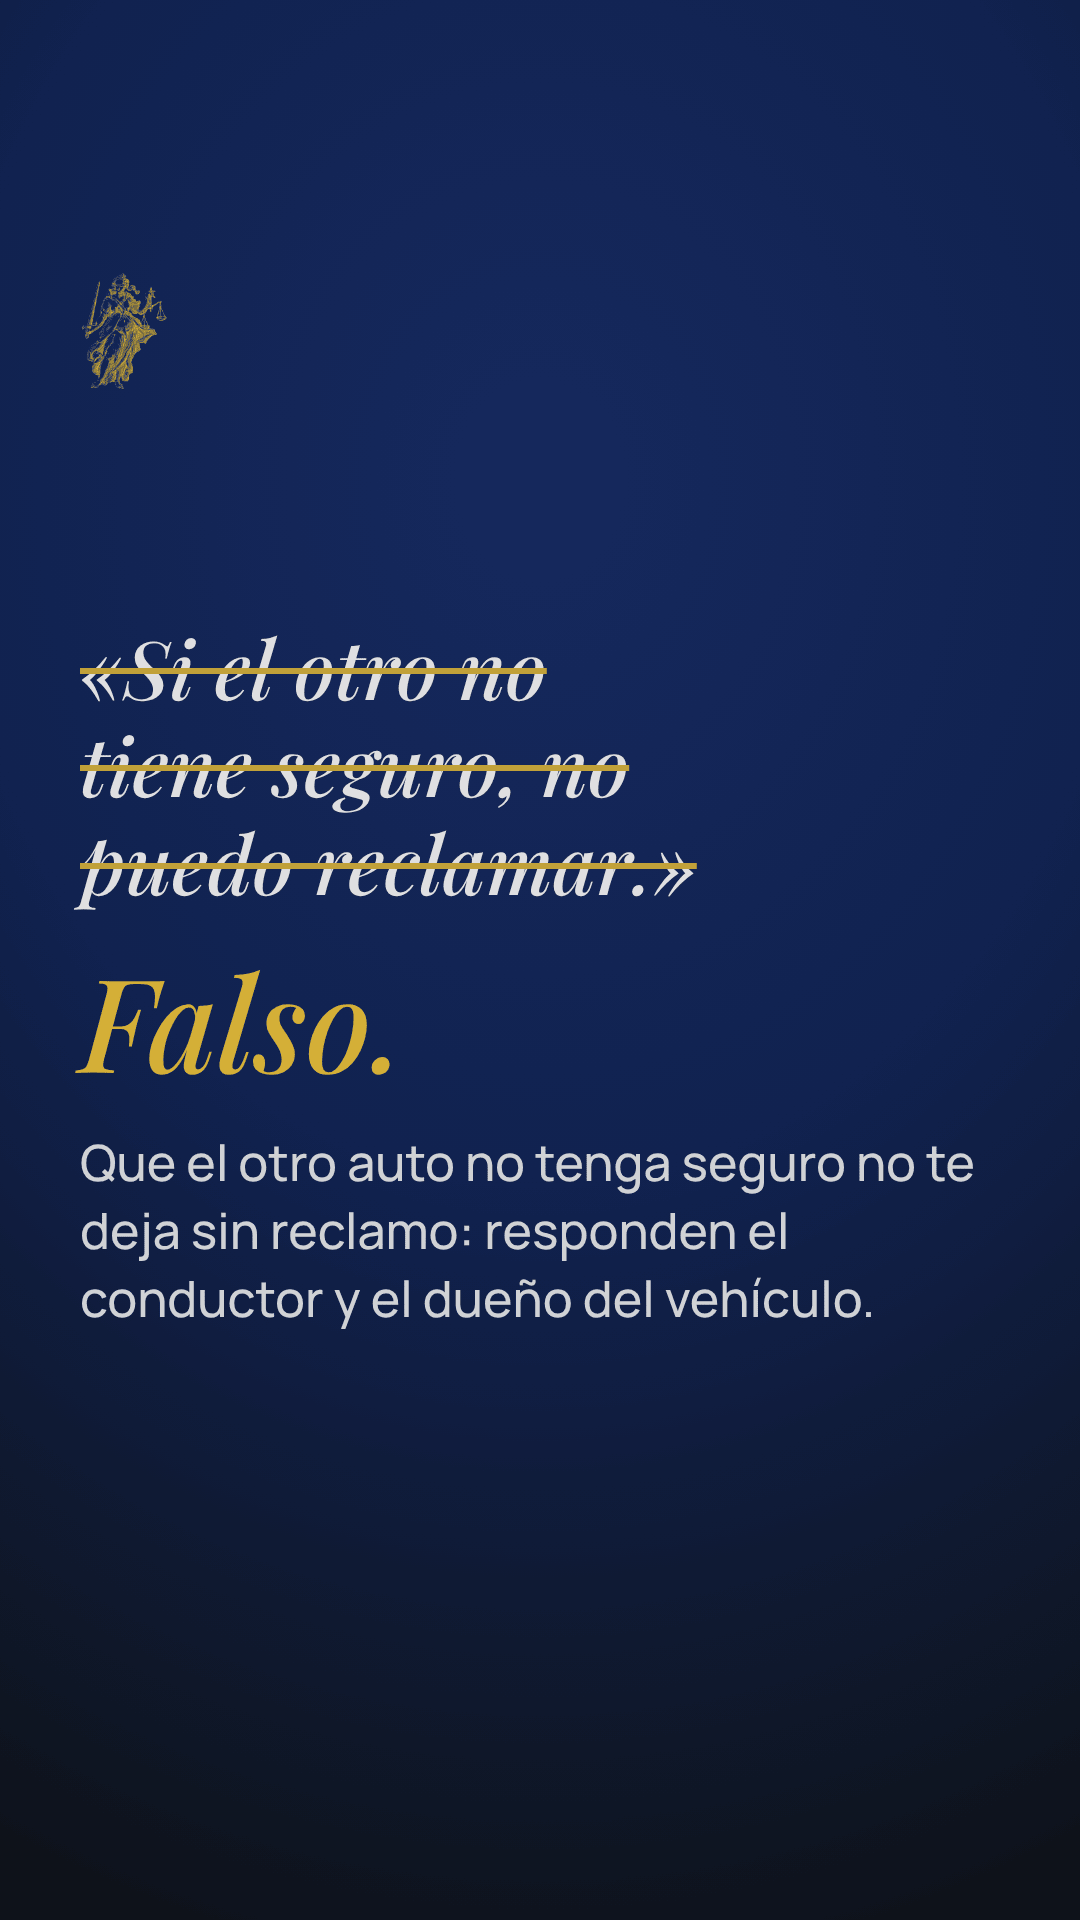 «Si el otro no
tiene seguro, no
puedo reclamar.»
Falso.
Que el otro auto no tenga seguro no te
deja sin reclamo: responden el
conductor y el dueño del vehículo.